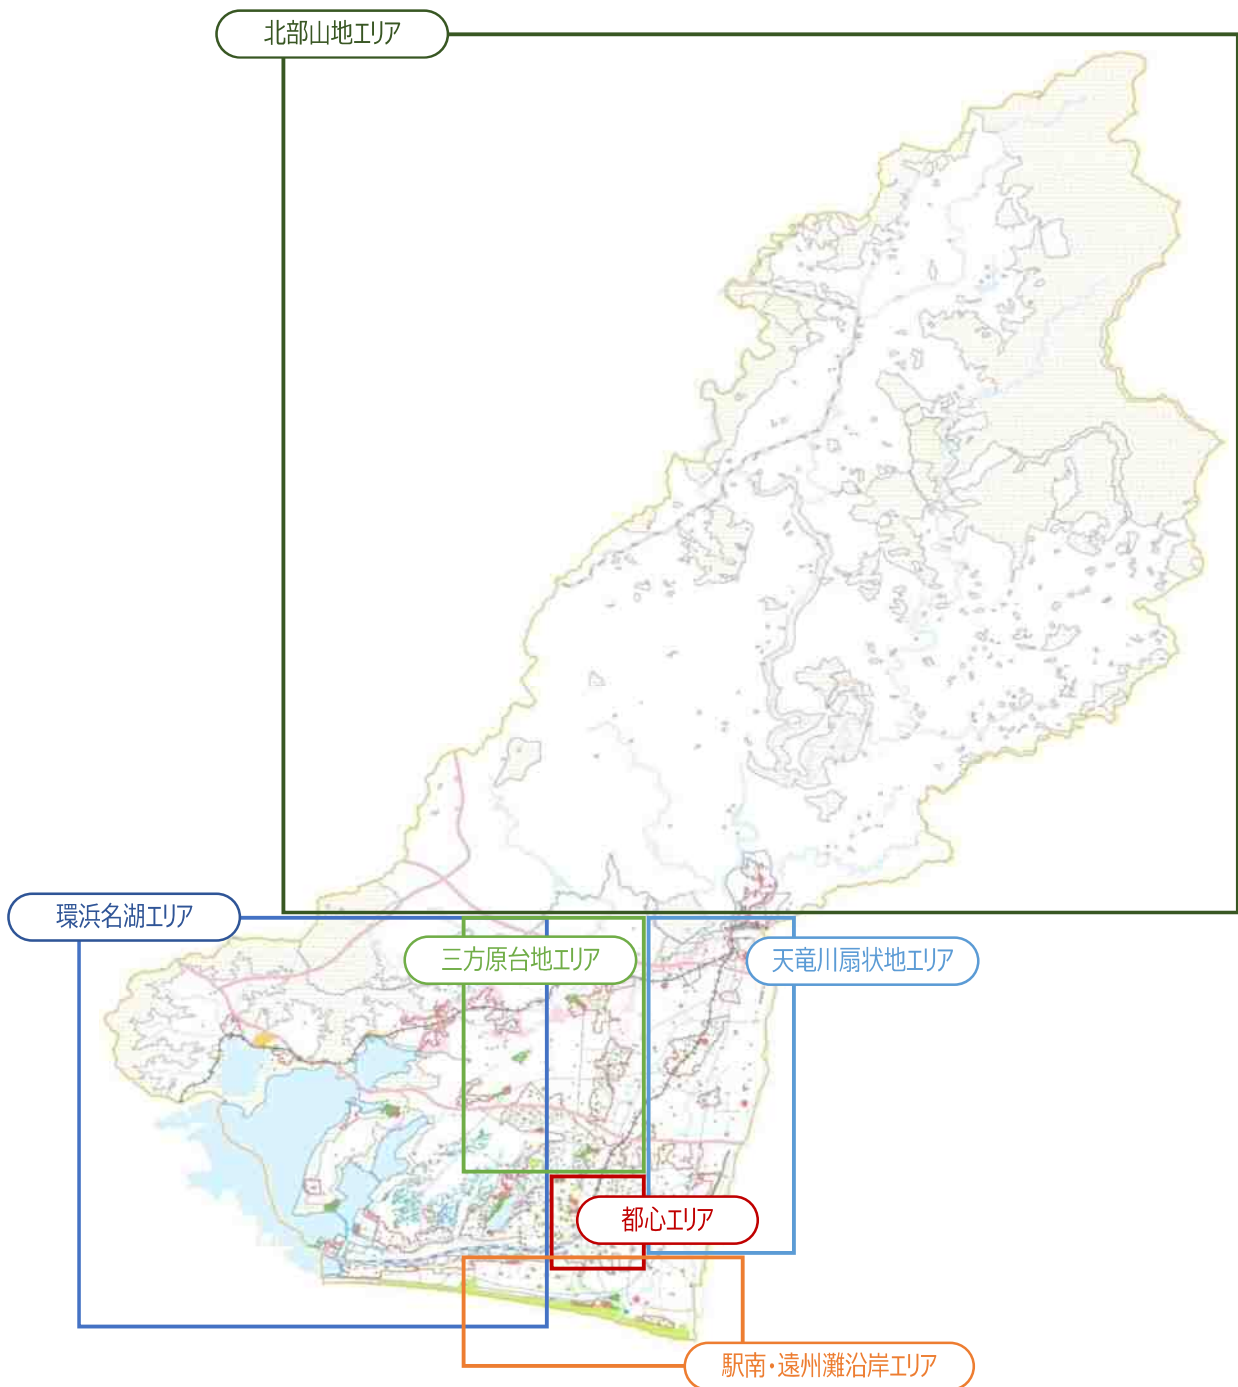 北部山地エリア
環浜名湖エリア
三方原台地エリア
天竜川扇状地エリア
都心エリア
駅南・遠州灘沿岸エリア